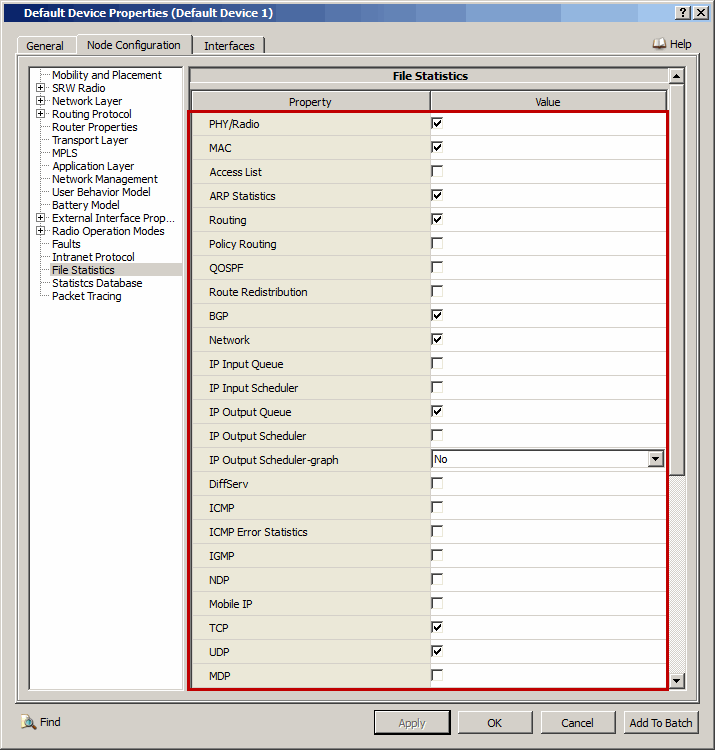 Default Device Properties (Default Device 1)
General
Node Configuration
Interfaces
Help
Mobility and Placement
SRW Radio
Network Layer
Routing Protocol
Router Properties
Transport Layer
MPLS
Application Layer
Network Management
User Behavior Model
Battery Model
External Interface Prop...
Radio Operation Modes
Faults
Intranet Protocol
File Statistics
Statistcs Database
Packet Tracing
File Statistics
Property Value
PHY/Radio
MAC
Access List
ARP Statistics
Routing
Policy Routing
QOSPF
Route Redistribution
BGP
Network
IP Input Queue
IP Input Scheduler
IP Output Queue
IP Output Scheduler
IP Output Scheduler-graph No
DiffServ
ICMP
ICMP Error Statistics
IGMP
NDP
Mobile IP
TCP
UDP
MDP
Find
Apply
OK
Cancel
Add To Batch